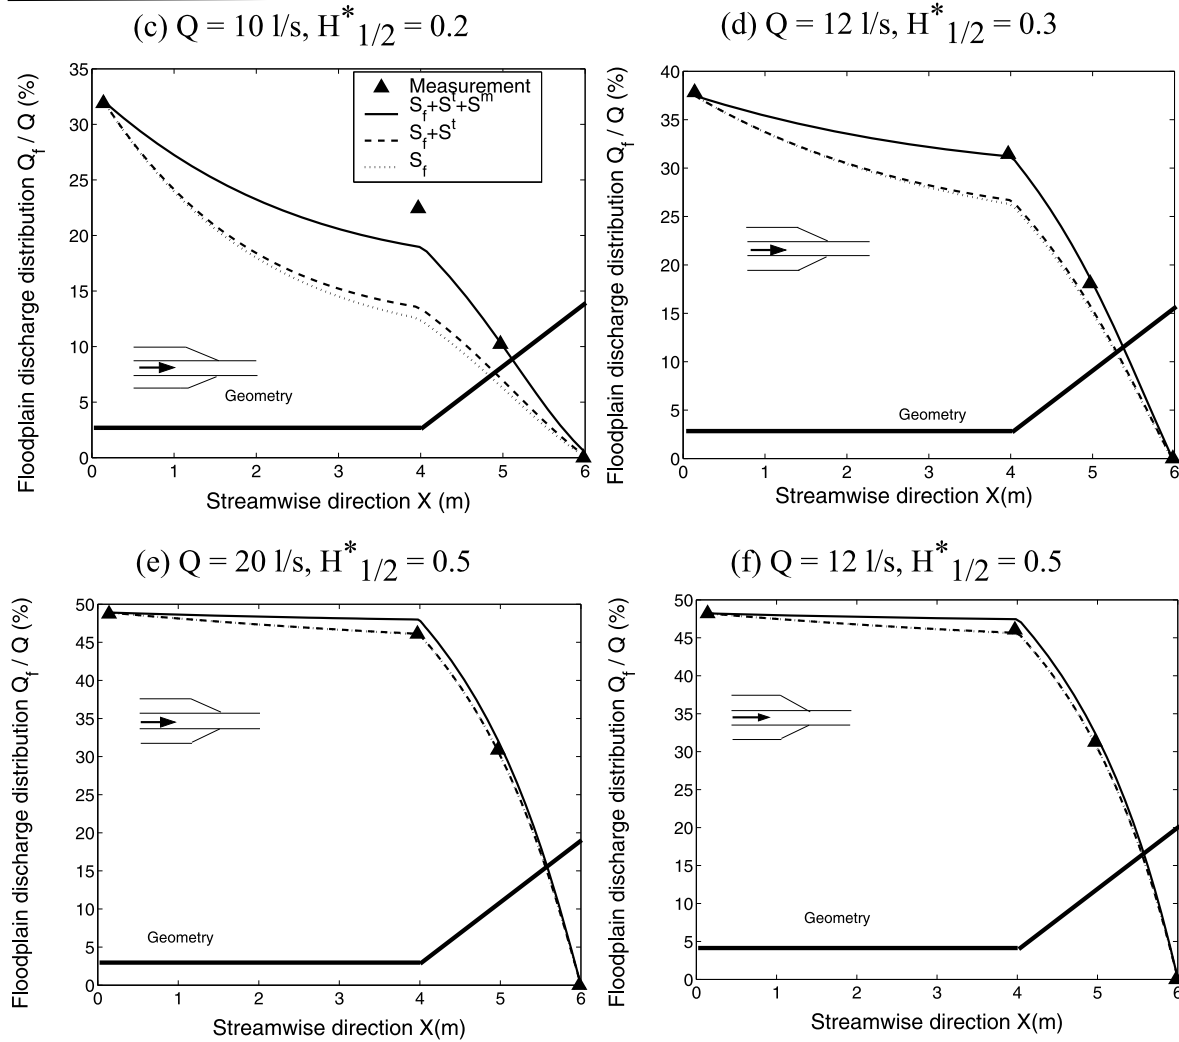 (c) Q = 10 l/s, H*1/2 = 0.2
Floodplain discharge distribution Qf / Q (%)
35
30
25
20
15
10
5
0
Measurement
Sf+St+Sm
Sf+St
Sf
Geometry
0 1 2 3 4 5 6
Streamwise direction X (m)
(d) Q = 12 l/s, H*1/2 = 0.3
Floodplain discharge distribution Qf / Q (%)
40
35
30
25
20
15
10
5
0
Geometry
0 1 2 3 4 5 6
Streamwise direction X(m)
(e) Q = 20 l/s, H*1/2 = 0.5
Floodplain discharge distribution Qf / Q (%)
50
45
40
35
30
25
20
15
10
5
0
Geometry
0 1 2 3 4 5 6
Streamwise direction X(m)
(f) Q = 12 l/s, H*1/2 = 0.5
Floodplain discharge distribution Qf / Q (%)
50
45
40
35
30
25
20
15
10
5
0
Geometry
0 1 2 3 4 5 6
Streamwise direction X(m)